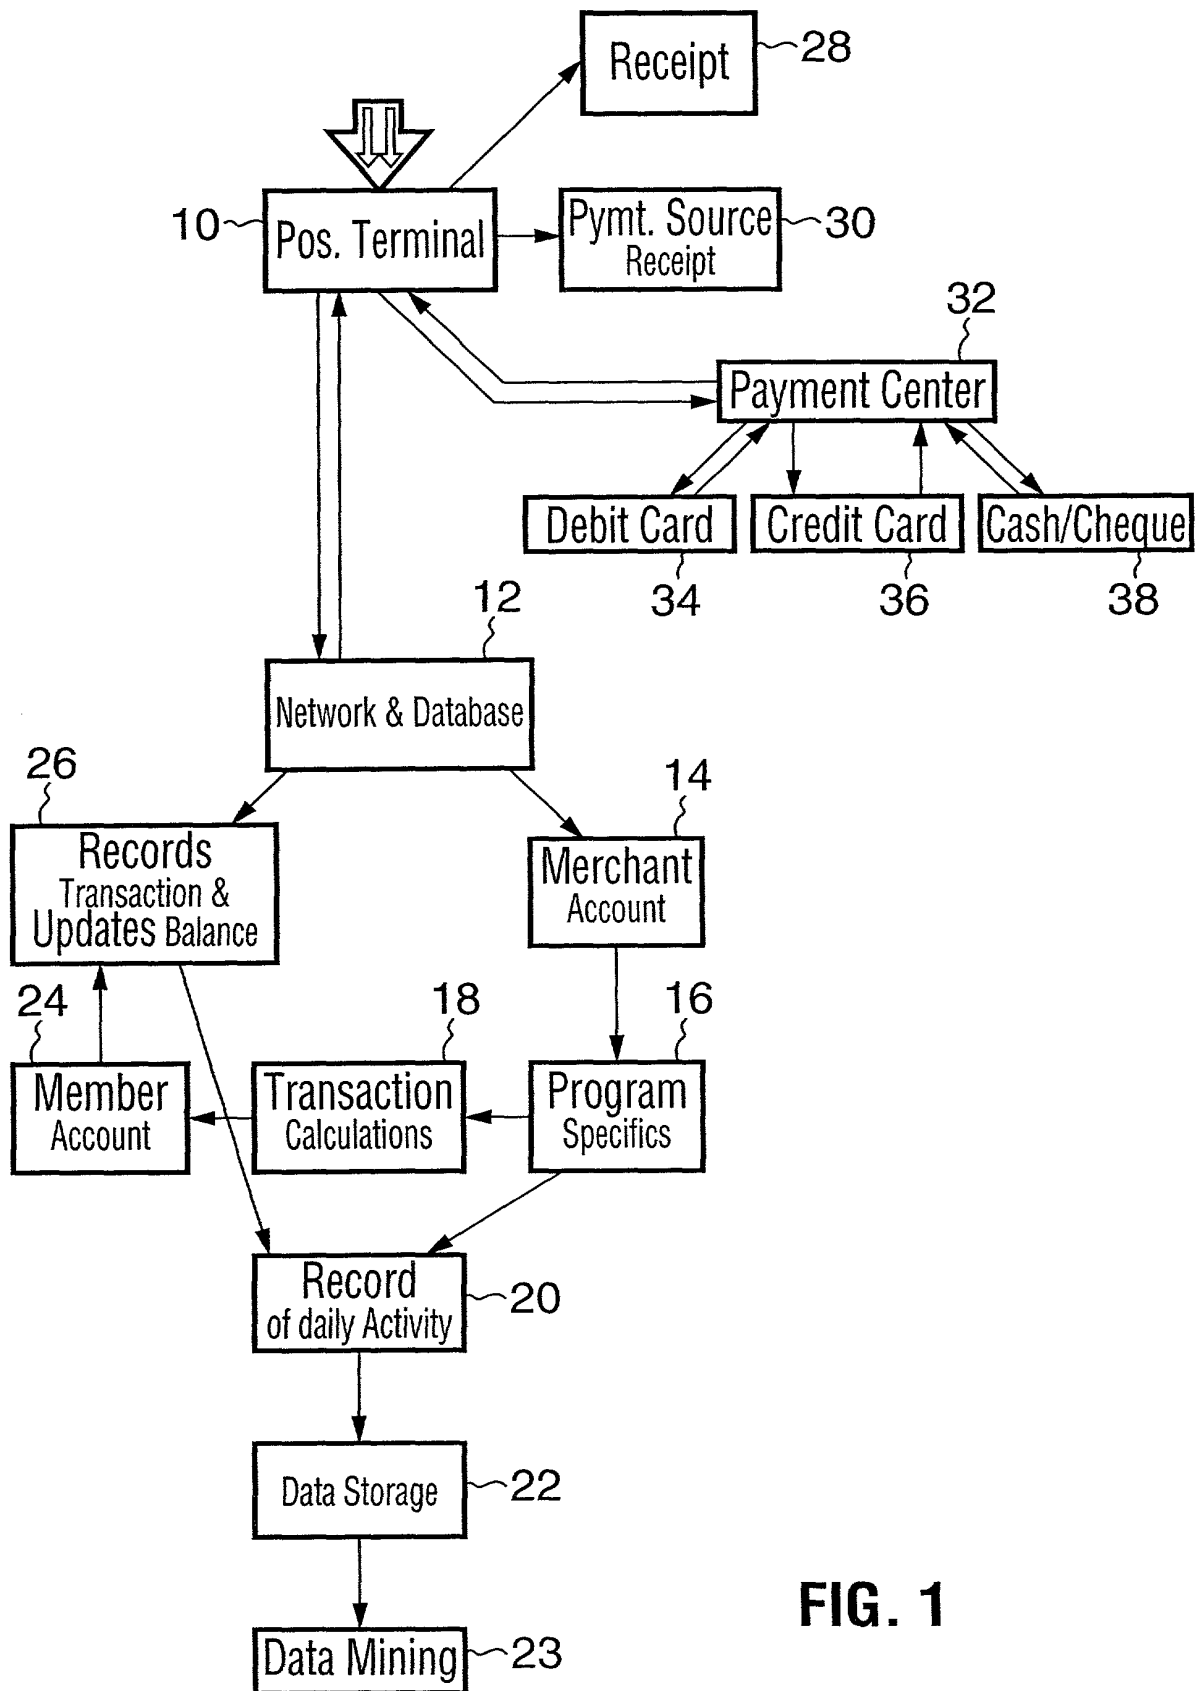 Receipt
28
10
Pos. Terminal
Pymt. Source
Receipt
30
32
Payment Center
Debit Card
Credit Card
Cash/Cheque
34
36
38
12
Network & Database
26
Records
Transaction &
Updates Balance
14
Merchant
Account
24
Member
Account
18
Transaction
Calculations
16
Program
Specifics
Record
of daily Activity
20
Data Storage
22
Data Mining
23
FIG. 1